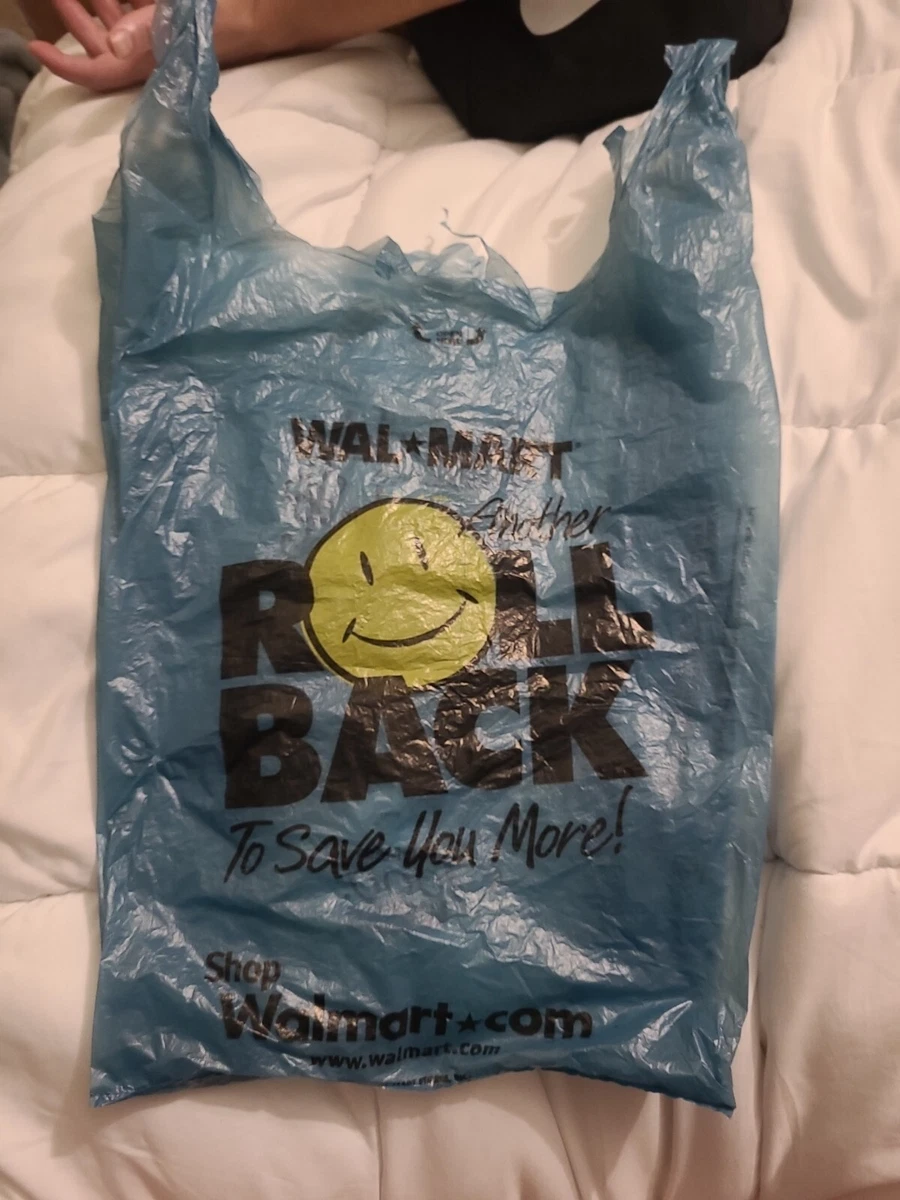 WAL★MART
Another
ROLL
BACK
To Save You More!
Shop
Walmart★com
www.walmart.com